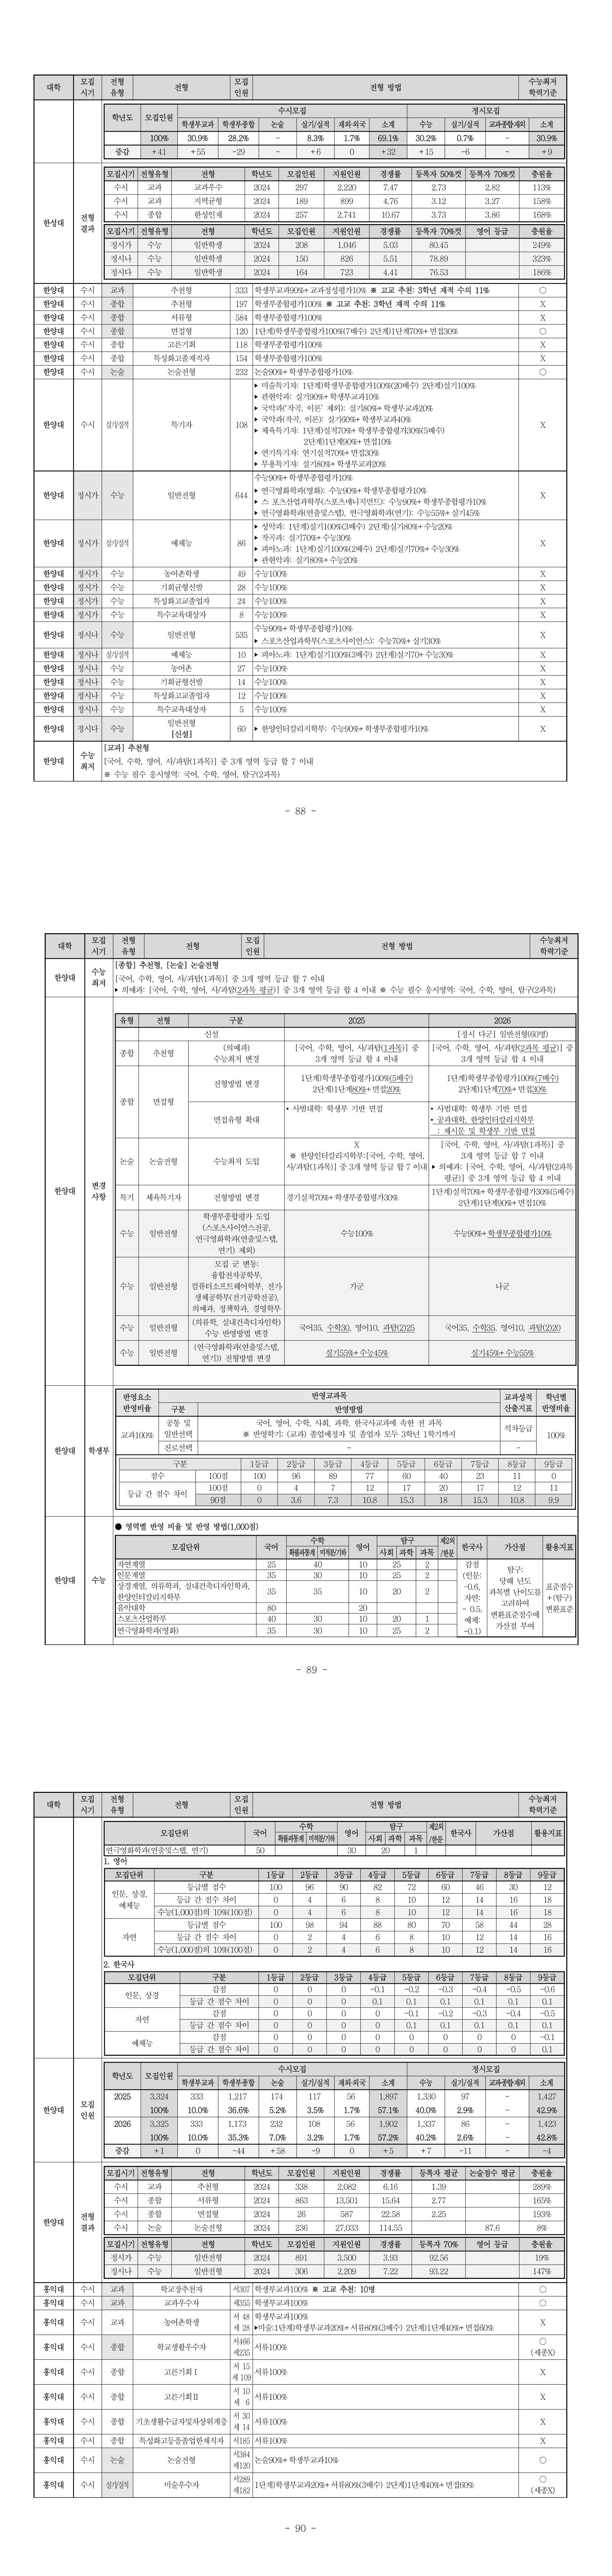 대학 모집시기 전형유형 전형 모집인원 전형 방법 수능최저학력기준
학년도 모집인원 수시모집 정시모집
학생부교과 학생부종합 논술 실기/실적 재외·외국 소계 수능 실기/실적 교과종합재외 소계
100% 30.9% 28.2% - 8.3% 1.7% 69.1% 30.2% 0.7% - 30.9%
증감 +41 +55 -29 - +6 0 +32 +15 -6 - +9
한성대 전형결과
모집시기 전형유형 전형 학년도 모집인원 지원인원 경쟁률 등록자 50%컷 등록자 70%컷 충원율
수시 교과 교과우수 2024 297 2,220 7.47 2.73 2.82 113%
수시 교과 지역균형 2024 189 899 4.76 3.12 3.27 158%
수시 종합 한성인재 2024 257 2,741 10.67 3.73 3.86 168%
모집시기 전형유형 전형 학년도 모집인원 지원인원 경쟁률 등록자 70%컷 영어 등급 충원율
정시가 수능 일반학생 2024 208 1,046 5.03 80.45 249%
정시나 수능 일반학생 2024 150 826 5.51 78.89 323%
정시다 수능 일반학생 2024 164 723 4.41 76.53 186%
한양대 수시 교과 추천형 333 학생부교과90%+교과정성평가10% ※ 고교 추천: 3학년 재적 수의 11% ○
한양대 수시 종합 추천형 197 학생부종합평가100% ※ 고교 추천: 3학년 재적 수의 11% X
한양대 수시 종합 서류형 584 학생부종합평가100% X
한양대 수시 종합 면접형 120 1단계)학생부종합평가100%(7배수) 2단계)1단계70%+면접30% ○
한양대 수시 종합 고른기회 118 학생부종합평가100% X
한양대 수시 종합 특성화고졸재직자 154 학생부종합평가100% X
한양대 수시 논술 논술전형 232 논술90%+학생부종합평가10% ○
한양대 수시 실기/실적 특기자 108
▶ 미술특기자: 1단계)학생부종합평가100%(20배수) 2단계)실기100%
▶ 관현악과: 실기90%+학생부교과10%
▶ 국악과('작곡, 이론' 제외): 실기80%+학생부교과20%
▶ 국악과(작곡, 이론): 실기60%+학생부교과40%
▶ 체육특기자: 1단계)실적70%+학생부종합평가30%(5배수)
2단계)1단계90%+면접10%
▶ 연기특기자: 연기실적70%+면접30%
▶ 무용특기자: 실기80%+학생부교과20%
X
한양대 정시가 수능 일반전형 644
수능90%+학생부종합평가10%
▶ 연극영화학과(영화): 수능90%+학생부종합평가10%
▶ 스 포츠산업과학부(스포츠매니지먼트): 수능90%+학생부종합평가10%
▶ 연극영화학과(연출및스탭), 연극영화학과(연기): 수능55%+실기45%
X
한양대 정시가 실기/실적 예체능 86
▶ 성악과: 1단계)실기100%(3배수) 2단계)실기80%+수능20%
▶ 작곡과: 실기70%+수능30%
▶ 피아노과: 1단계)실기100%(2배수) 2단계)실기70%+수능30%
▶ 관현악과: 실기80%+수능20%
X
한양대 정시가 수능 농어촌학생 49 수능100% X
한양대 정시가 수능 기회균형선발 28 수능100% X
한양대 정시가 수능 특성화고교졸업자 24 수능100% X
한양대 정시가 수능 특수교육대상자 8 수능100% X
한양대 정시나 수능 일반전형 535
수능90%+학생부종합평가10%
▶ 스포츠산업과학부(스포츠사이언스): 수능70%+실기30%
X
한양대 정시나 실기/실적 예체능 10 ▶ 피아노과: 1단계)실기100%(3배수) 2단계)실기70+수능30% X
한양대 정시나 수능 농어촌 27 수능100% X
한양대 정시나 수능 기회균형선발 14 수능100% X
한양대 정시나 수능 특성화고교졸업자 12 수능100% X
한양대 정시나 수능 특수교육대상자 5 수능100% X
한양대 정시다 수능 일반전형 [신설] 60 ▶ 한양인터칼리지학부: 수능90%+학생부종합평가10% X
한양대 수능최저
[교과] 추천형
[국어, 수학, 영어, 사/과탐(1과목)] 중 3개 영역 등급 합 7 이내
※ 수능 필수 응시영역: 국어, 수학, 영어, 탐구(2과목)
- 88 -
대학 모집시기 전형유형 전형 모집인원 전형 방법 수능최저학력기준
한양대 수능최저
[종합] 추천형, [논술] 논술전형
[국어, 수학, 영어, 사/과탐(1과목)] 중 3개 영역 등급 합 7 이내
▶ 의예과: [국어, 수학, 영어, 사/과탐(2과목 평균)] 중 3개 영역 등급 합 4 이내 ※ 수능 필수 응시영역: 국어, 수학, 영어, 탐구(2과목)
한양대 변경사항
유형 전형 구분 2025 2026
신설 [정시 다군] 일반전형(60명)
종합 추천형 (의예과) 수능최저 변경
[국어, 수학, 영어, 사/과탐(1과목)] 중 3개 영역 등급 합 4 이내
[국어, 수학, 영어, 사/과탐(2과목 평균)] 중 3개 영역 등급 합 4 이내
종합 면접형 전형방법 변경
1단계)학생부종합평가100%(5배수) 2단계)1단계80%+면접20%
1단계)학생부종합평가100%(7배수) 2단계)1단계70%+면접30%
면접유형 확대
• 사범대학: 학생부 기반 면접
• 사범대학: 학생부 기반 면접
• 공과대학, 한양인터칼리지학부
: 제시문 및 학생부 기반 면접
논술 논술전형 수능최저 도입
X
※ 한양인터칼리지학부:[국어, 수학, 영어, 사/과탐(1과목)] 중 3개 영역 등급 합 7 이내
[국어, 수학, 영어, 사/과탐(1과목)] 중 3개 영역 등급 합 7 이내
▶ 의예과: [국어, 수학, 영어, 사/과탐(2과목 평균)] 중 3개 영역 등급 합 4 이내
특기 체육특기자 전형방법 변경 경기실적70%+학생부종합평가30%
1단계)실적70%+학생부종합평가30%(5배수) 2단계)1단계90%+면접10%
수능 일반전형
학생부종합평가 도입
(스포츠사이언스전공,
연극영화학과(연출및스탭,
연기) 제외)
수능100% 수능90%+학생부종합평가10%
수능 일반전형
모집 군 변동:
융합전자공학부,
컴퓨터소프트웨어학부, 전기·
생체공학부(전기공학전공),
의예과, 정책학과, 경영학부
가군 나군
수능 일반전형 (의류학, 실내건축디자인학) 수능 반영방법 변경 국어35, 수학30, 영어10, 과탐(2)25 국어35, 수학35, 영어10, 과탐(2)20
수능 일반전형 (연극영화학과(연출및스탭, 연기)) 전형방법 변경 실기55%+수능45% 실기45%+수능55%
한양대 학생부
반영요소 반영비율 반영교과목 교과성적 산출지표 학년별 반영비율
구분 반영방법
교과100% 공통 및 일반선택 국어, 영어, 수학, 사회, 과학, 한국사교과에 속한 전 과목
※ 반영학기: (교과) 졸업예정자 및 졸업자 모두 3학년 1학기까지 석차등급 100%
진로선택 - -
구분 1등급 2등급 3등급 4등급 5등급 6등급 7등급 8등급 9등급
점수 100점 100 96 89 77 60 40 23 11 0
등급 간 점수 차이 100점 0 4 7 12 17 20 17 12 11
90점 0 3.6 7.3 10.8 15.3 18 15.3 10.8 9.9
한양대 수능
● 영역별 반영 비율 및 반영 방법(1,000점)
모집단위 국어 수학 영어 탐구 제2외/한문 한국사 가산점 활용지표
확률과통계 미적분/기하 사회 과학 과목
자연계열 25 40 10 25 2
인문계열 35 30 10 25 2
상경계열, 의류학과, 실내건축디자인학과, 한양인터칼리지학부 35 35 10 20 2
음악대학 80 20
스포츠산업학부 40 30 10 20 1
연극영화학과(영화) 35 30 10 25 2
감점 (인문: -0.6, 자연: - 0.5, 예체: -0.1)
탐구: 당해 년도 과목별 난이도를 고려하여 변환표준점수에 가산점 부여
표준점수 +(탐구) 변환표준
- 89 -
대학 모집시기 전형유형 전형 모집인원 전형 방법 수능최저학력기준
모집단위 국어 수학 영어 탐구 제2외/한문 한국사 가산점 활용지표
확률과통계 미적분/기하 사회 과학 과목
연극영화학과(연출및스탭, 연기) 50 30 20 1
1. 영어
모집단위 구분 1등급 2등급 3등급 4등급 5등급 6등급 7등급 8등급 9등급
인문, 상경, 예체능 등급별 점수 100 96 90 82 72 60 46 30 12
등급 간 점수 차이 0 4 6 8 10 12 14 16 18
수능(1,000점)의 10%(100점) 0 4 6 8 10 12 14 16 18
자연 등급별 점수 100 98 94 88 80 70 58 44 28
등급 간 점수 차이 0 2 4 6 8 10 12 14 16
수능(1,000점)의 10%(100점) 0 2 4 6 8 10 12 14 16
2. 한국사
모집단위 구분 1등급 2등급 3등급 4등급 5등급 6등급 7등급 8등급 9등급
인문, 상경 감점 0 0 0 -0.1 -0.2 -0.3 -0.4 -0.5 -0.6
등급 간 점수 차이 0 0 0 0.1 0.1 0.1 0.1 0.1 0.1
자연 감점 0 0 0 0 -0.1 -0.2 -0.3 -0.4 -0.5
등급 간 점수 차이 0 0 0 0 0.1 0.1 0.1 0.1 0.1
예체능 감점 0 0 0 0 0 0 0 0 -0.1
등급 간 점수 차이 0 0 0 0 0 0 0 0 0.1
한양대 모집인원
학년도 모집인원 수시모집 정시모집
학생부교과 학생부종합 논술 실기/실적 재외·외국 소계 수능 실기/실적 교과종합재외 소계
2025 3,324 333 1,217 174 117 56 1,897 1,330 97 - 1,427
100% 10.0% 36.6% 5.2% 3.5% 1.7% 57.1% 40.0% 2.9% - 42.9%
2026 3,325 333 1,173 232 108 56 1,902 1,337 86 - 1,423
100% 10.0% 35.3% 7.0% 3.2% 1.7% 57.2% 40.2% 2.6% - 42.8%
증감 +1 0 -44 +58 -9 0 +5 +7 -11 - -4
한양대 전형결과
모집시기 전형유형 전형 학년도 모집인원 지원인원 경쟁률 등록자 평균 논술점수 평균 충원율
수시 교과 추천형 2024 338 2,082 6.16 1.39 289%
수시 종합 서류형 2024 863 13,501 15.64 2.77 165%
수시 종합 면접형 2024 26 587 22.58 2.25 193%
수시 논술 논술전형 2024 236 27,033 114.55 87.6 8%
모집시기 전형유형 전형 학년도 모집인원 지원인원 경쟁률 등록자 70% 영어 등급 충원율
정시가 수능 일반전형 2024 891 3,500 3.93 92.56 19%
정시나 수능 일반전형 2024 306 2,209 7.22 93.22 147%
홍익대 수시 교과 학교장추천자 서307 학생부교과100% ※ 고교 추천: 10명 ○
홍익대 수시 교과 교과우수자 세355 학생부교과100% ○
홍익대 수시 교과 농어촌학생 서 48 세 28 학생부교과100%
▶미술:1단계)학생부교과20%+서류80%(3배수) 2단계)1단계40%+면접60% X
홍익대 수시 종합 학교생활우수자 서466 세235 서류100% ○ (세종X)
홍익대 수시 종합 고른기회Ⅰ 서 15 세 109 서류100% X
홍익대 수시 종합 고른기회Ⅱ 서 10 세 6 서류100% X
홍익대 수시 종합 기초생활수급자및차상위계층 서 30 세 14 서류100% X
홍익대 수시 종합 특성화고등을졸업한재직자 서185 서류100% X
홍익대 수시 논술 논술전형 서384 세120 논술90%+학생부교과10% ○
홍익대 수시 실기/실적 미술우수자 서289 세182 1단계)학생부교과20%+서류80%(3배수) 2단계)1단계40%+면접60% ○ (세종X)
- 90 -